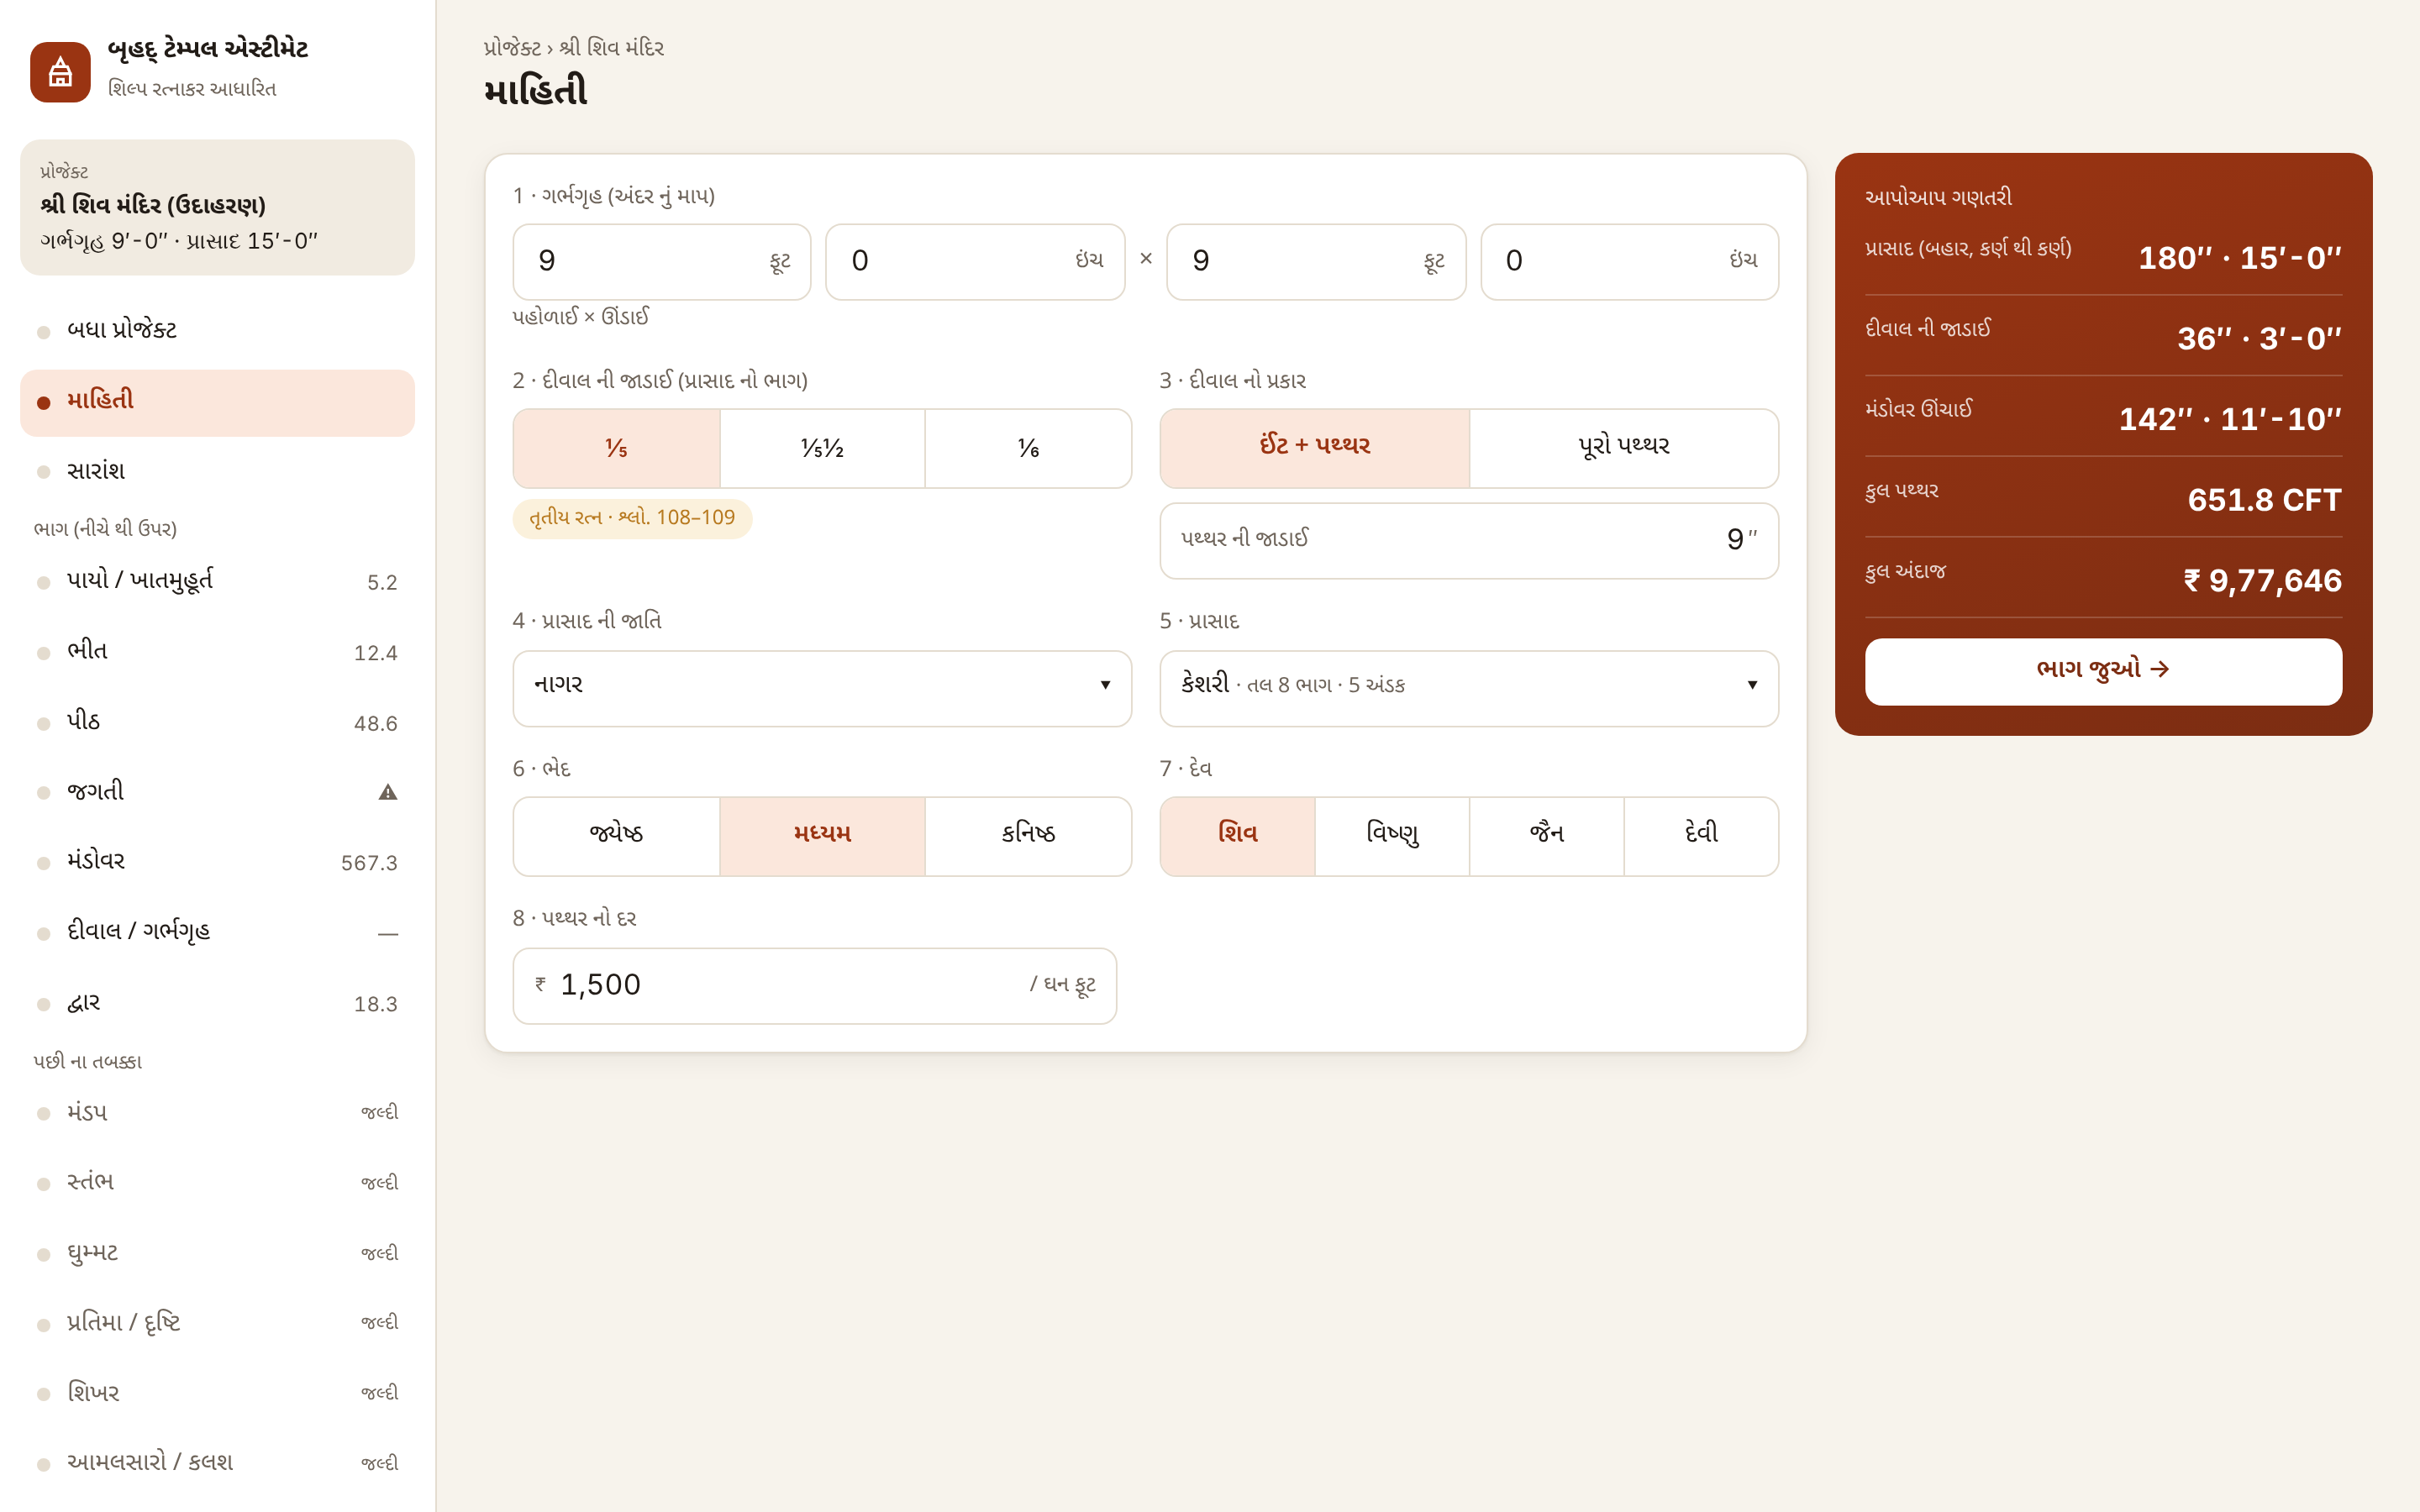 બૃહદ્ ટેમ્પલ એસ્ટીમેટ
શિલ્પ રત્નાકર આધારિત
પ્રોજેક્ટ
શ્રી શિવ મંદિર (ઉદાહરણ)
ગર્ભગૃહ 9′-0″ · પ્રાસાદ 15′-0″
બધા પ્રોજેક્ટ
માહિતી
સારાંશ
ભાગ (નીચે થી ઉપર)
પાયો / ખાતમુહૂર્ત 5.2
ભીત 12.4
પીઠ 48.6
જગતી
મંડોવર 567.3
દીવાલ / ગર્ભગૃહ —
દ્વાર 18.3
પછી ના તબક્કા
મંડપ જલ્દી
સ્તંભ જલ્દી
ઘુમ્મટ જલ્દી
પ્રતિમા / દૃષ્ટિ જલ્દી
શિખર જલ્દી
આમલસારો / કલશ જલ્દી
પ્રોજેક્ટ › શ્રી શિવ મંદિર
માહિતી
1 · ગર્ભગૃહ (અંદર નું માપ)
9 ફૂટ 0 ઇંચ × 9 ફૂટ 0 ઇંચ
પહોળાઈ × ઊંડાઈ
2 · દીવાલ ની જાડાઈ (પ્રાસાદ નો ભાગ)
⅕ ⅕½ ⅙
તૃતીય રત્ન · શ્લો. 108–109
3 · દીવાલ નો પ્રકાર
ઈંટ + પથ્થર પૂરો પથ્થર
પથ્થર ની જાડાઈ 9″
4 · પ્રાસાદ ની જાતિ
નાગર ▾
5 · પ્રાસાદ
કેશરી · તલ 8 ભાગ · 5 અંડક ▾
6 · ભેદ
જ્યેષ્ઠ મધ્યમ કનિષ્ઠ
7 · દેવ
શિવ વિષ્ણુ જૈન દેવી
8 · પથ્થર નો દર
₹ 1,500 / ઘન ફૂટ
આપોઆપ ગણતરી
પ્રાસાદ (બહાર, કર્ણ થી કર્ણ) 180″ · 15′-0″
દીવાલ ની જાડાઈ 36″ · 3′-0″
મંડોવર ઊંચાઈ 142″ · 11′-10″
કુલ પથ્થર 651.8 CFT
કુલ અંદાજ ₹ 9,77,646
ભાગ જુઓ →